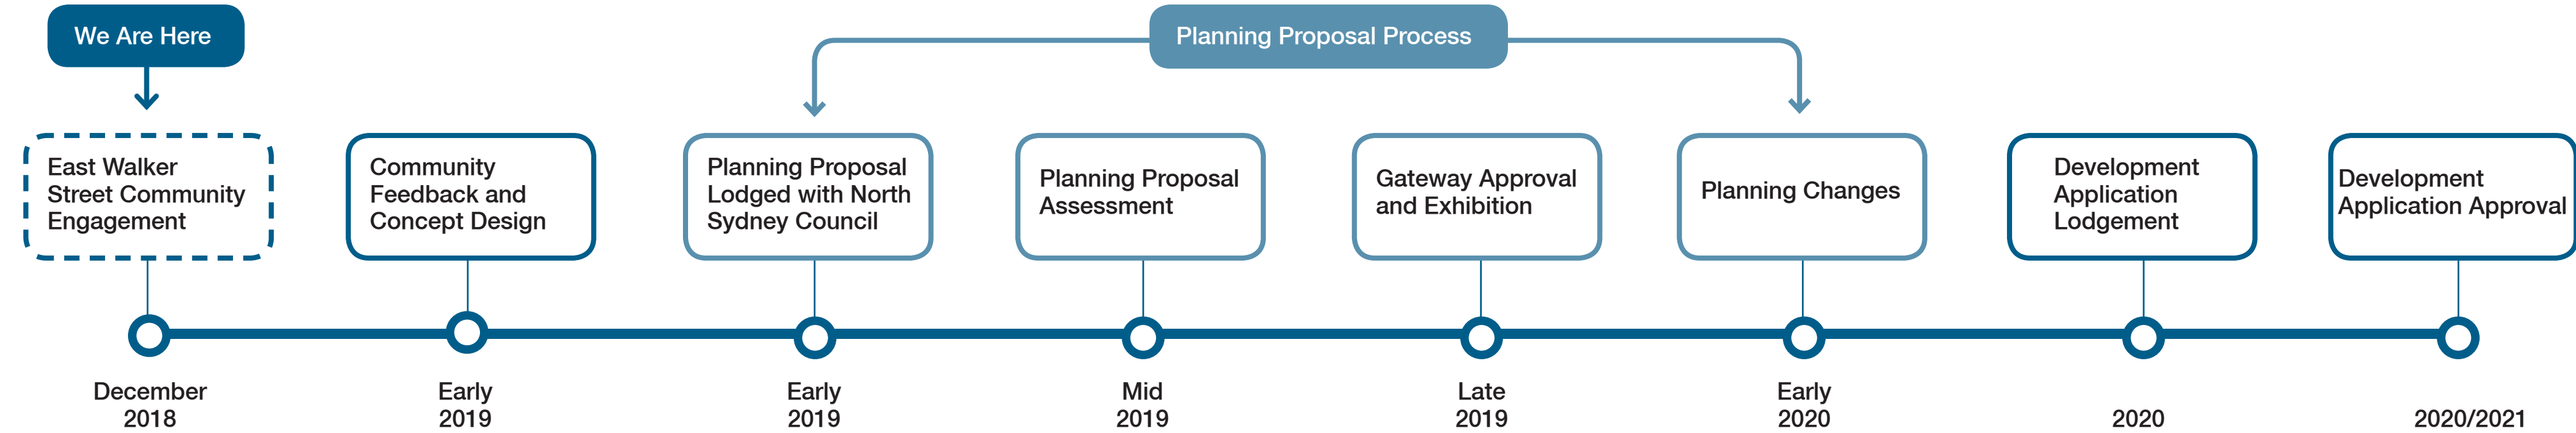 We Are Here
Planning Proposal Process
East Walker
Street Community
Engagement
Community
Feedback and
Concept Design
Planning Proposal
Lodged with North
Sydney Council
Planning Proposal
Assessment
Gateway Approval
and Exhibition
Planning Changes
Development
Application
Lodgement
Development
Application Approval
December
2018
Early
2019
Early
2019
Mid
2019
Late
2019
Early
2020
2020
2020/2021